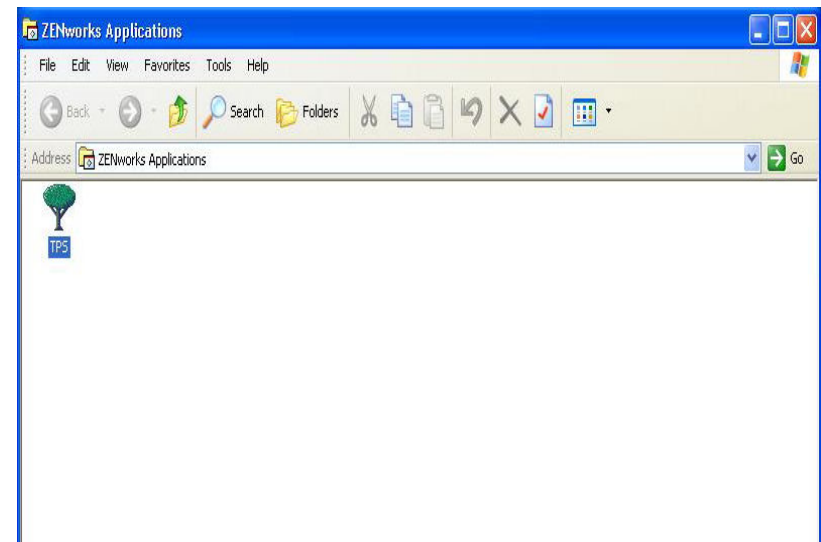 ZENworks Applications
File Edit View Favorites Tools Help
Back Search Folders
Address ZENworks Applications Go
TPS